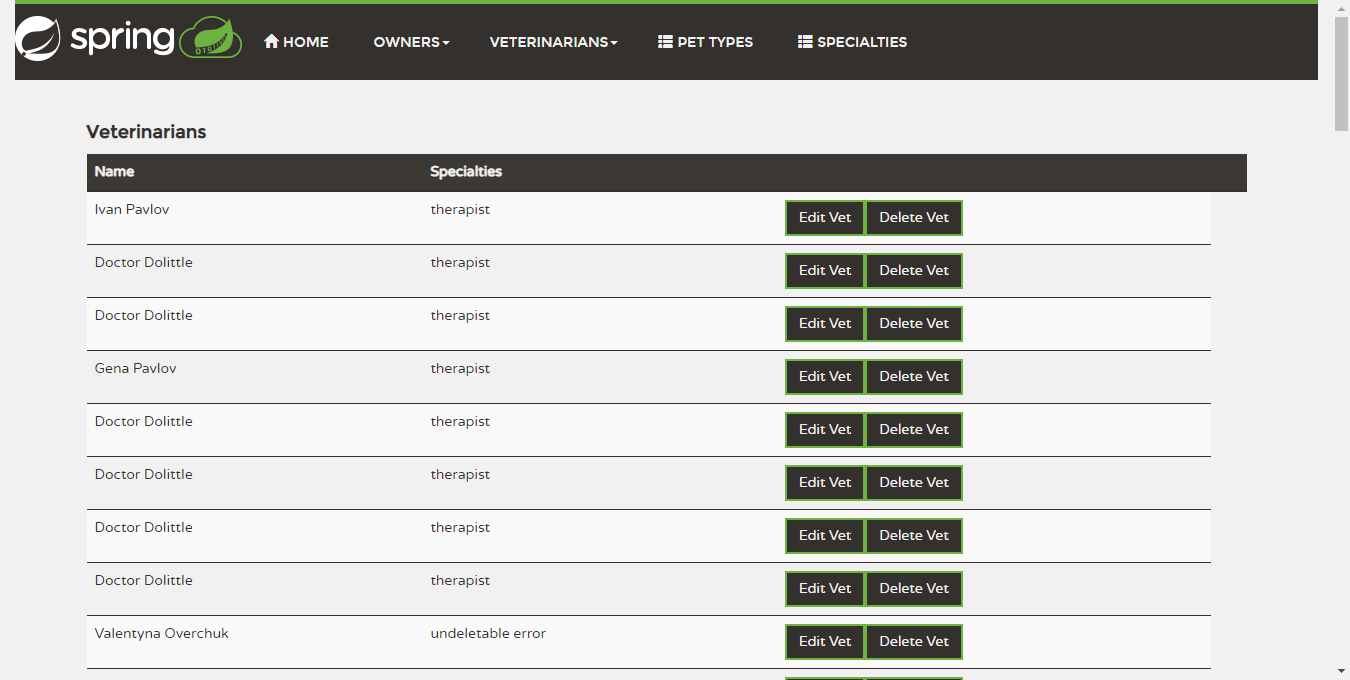 spring HOME OWNERS VETERINARIANS PET TYPES SPECIALTIES
Veterinarians
Name Specialties
Ivan Pavlov therapist Edit Vet Delete Vet
Doctor Dolittle therapist Edit Vet Delete Vet
Doctor Dolittle therapist Edit Vet Delete Vet
Gena Pavlov therapist Edit Vet Delete Vet
Doctor Dolittle therapist Edit Vet Delete Vet
Doctor Dolittle therapist Edit Vet Delete Vet
Doctor Dolittle therapist Edit Vet Delete Vet
Doctor Dolittle therapist Edit Vet Delete Vet
Valentyna Overchuk undeletable error Edit Vet Delete Vet